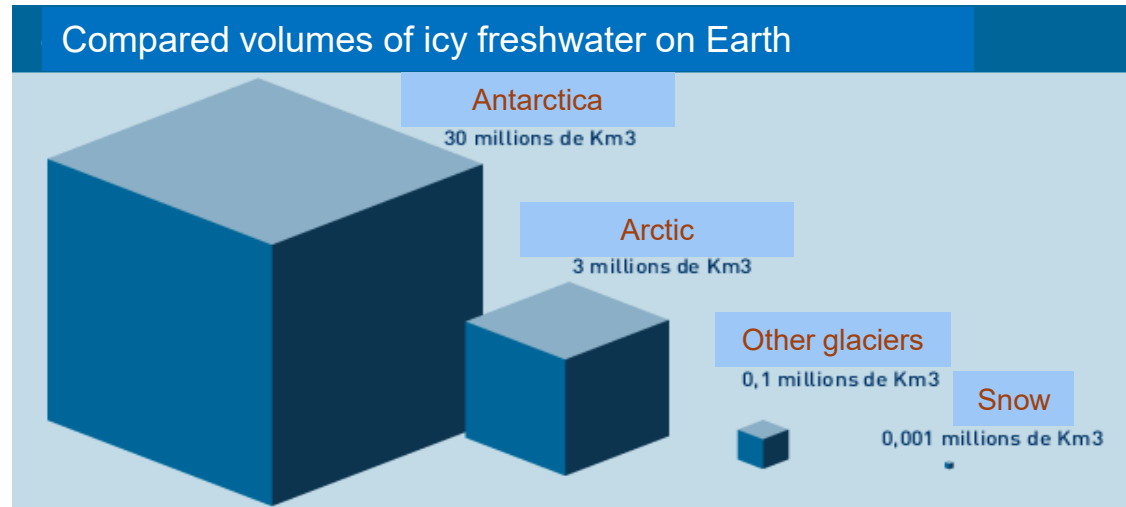 Compared volumes of icy freshwater on Earth
Antarctica
30 millions de Km3
Arctic
3 millions de Km3
Other glaciers
0,1 millions de Km3
Snow
0,001 millions de Km3